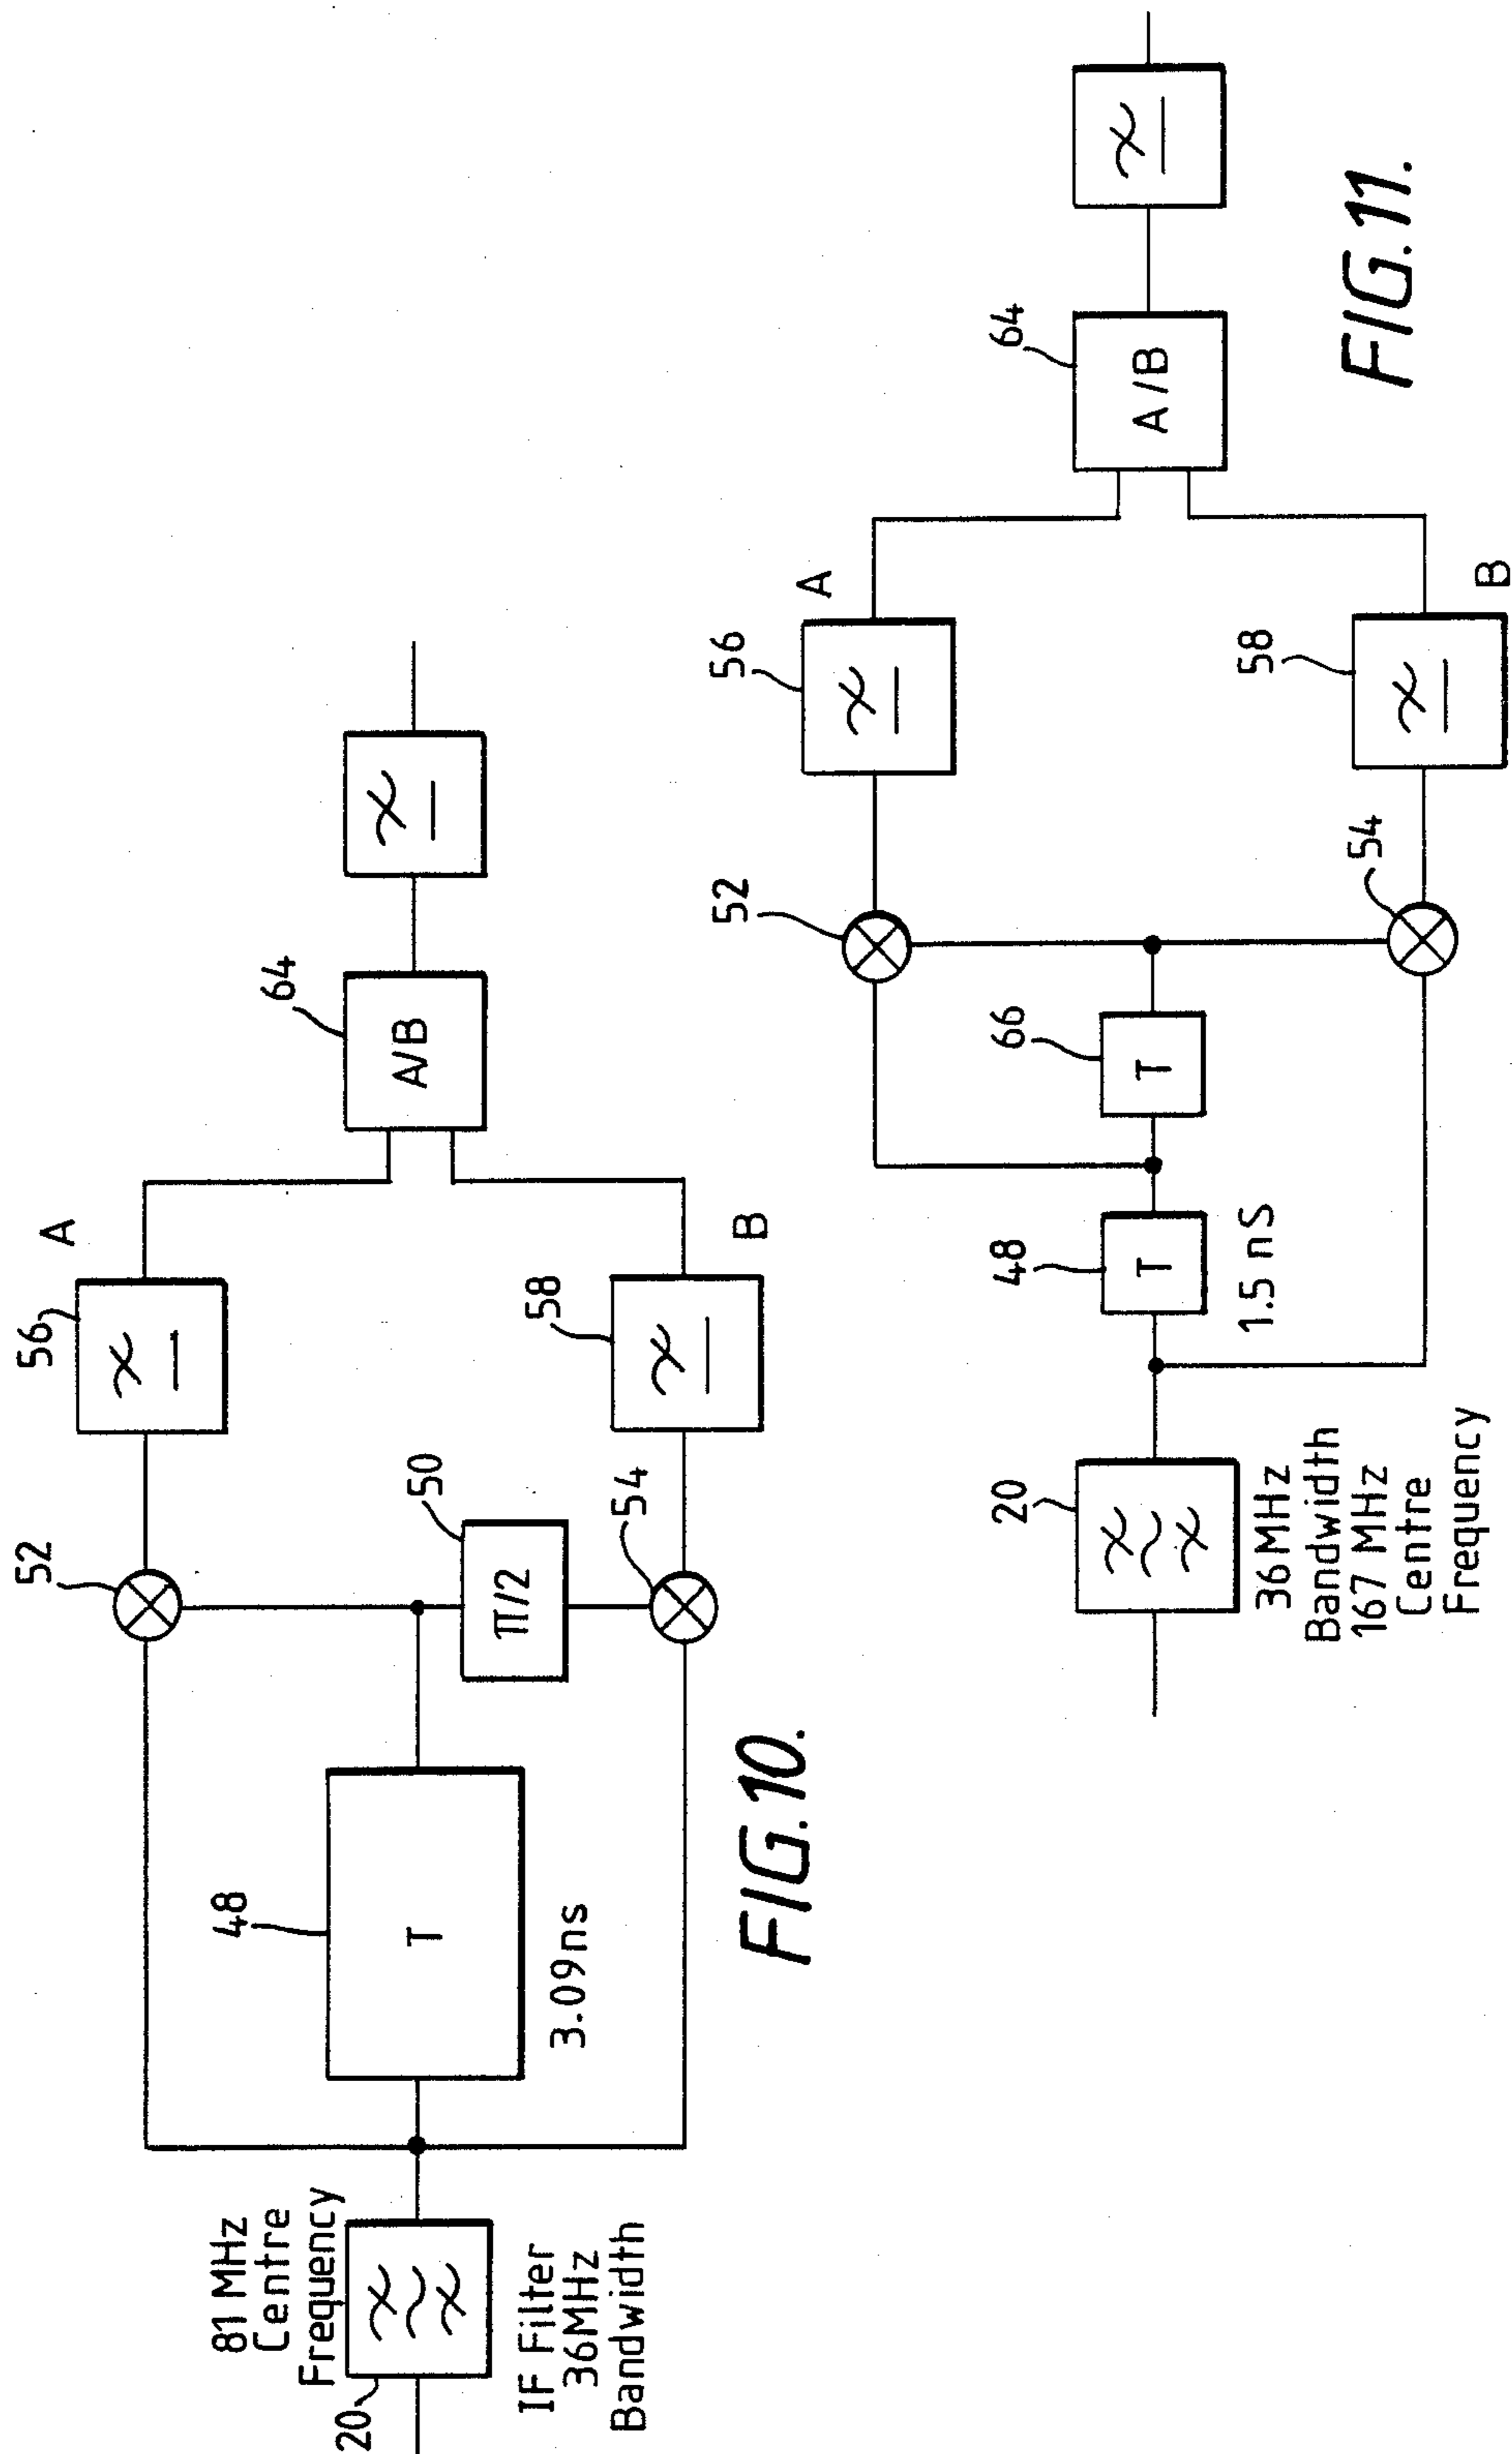 81 MHz
Centre
Frequency
20
IF Filter
36MHz
Bandwidth
48
T
3.09ns
52
50
π/2
54
56
A
58
B
64
A/B
FIG.10.
20
36MHz
Bandwidth
167 MHz
Centre
Frequency
48
T
1.5 nS
66
T
52
54
56
A
58
B
64
A/B
FIG.11.